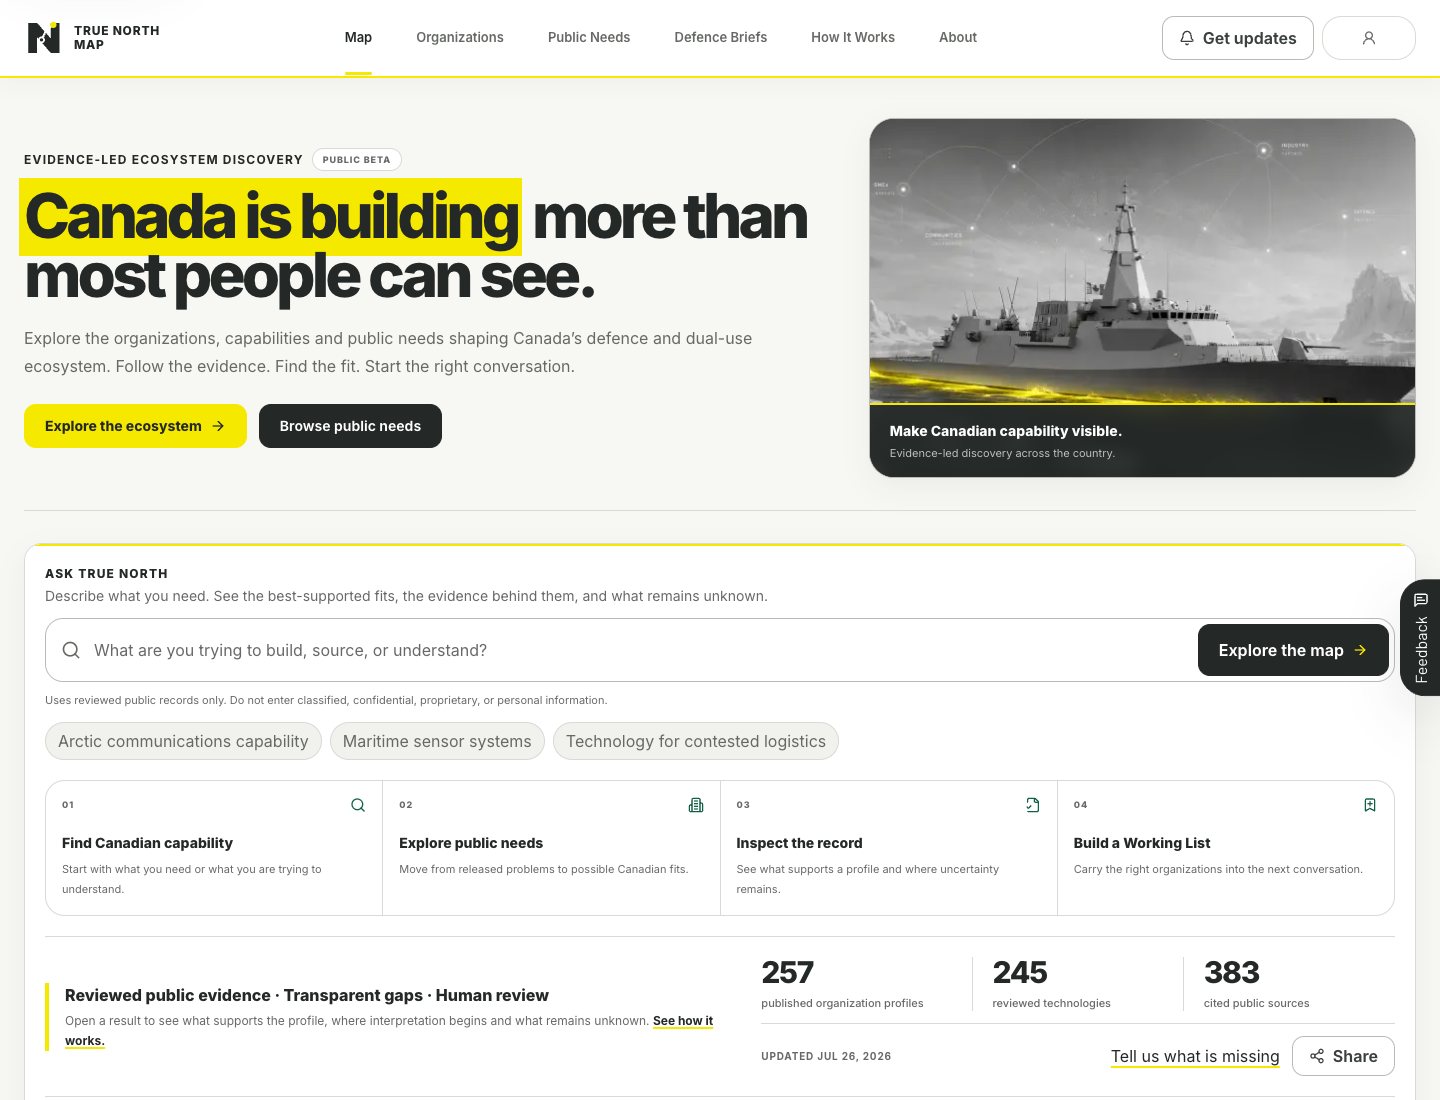 TRUE NORTH
MAP
Map
Organizations
Public Needs
Defence Briefs
How It Works
About
Get updates
EVIDENCE-LED ECOSYSTEM DISCOVERY
PUBLIC BETA
Canada is building more than
most people can see.
Explore the organizations, capabilities and public needs shaping Canada’s defence and dual-use
ecosystem. Follow the evidence. Find the fit. Start the right conversation.
Explore the ecosystem
Browse public needs
INDUSTRY
SMEs
COMMUNITIES
Make Canadian capability visible.
Evidence-led discovery across the country.
ASK TRUE NORTH
Describe what you need. See the best-supported fits, the evidence behind them, and what remains unknown.
What are you trying to build, source, or understand?
Explore the map
Feedback
Uses reviewed public records only. Do not enter classified, confidential, proprietary, or personal information.
Arctic communications capability
Maritime sensor systems
Technology for contested logistics
01
Find Canadian capability
Start with what you need or what you are trying to
understand.
02
Explore public needs
Move from released problems to possible Canadian fits.
03
Inspect the record
See what supports a profile and where uncertainty
remains.
04
Build a Working List
Carry the right organizations into the next conversation.
Reviewed public evidence · Transparent gaps · Human review
Open a result to see what supports the profile, where interpretation begins and what remains unknown. See how it
works.
257
published organization profiles
245
reviewed technologies
383
cited public sources
UPDATED JUL 26, 2026
Tell us what is missing
Share